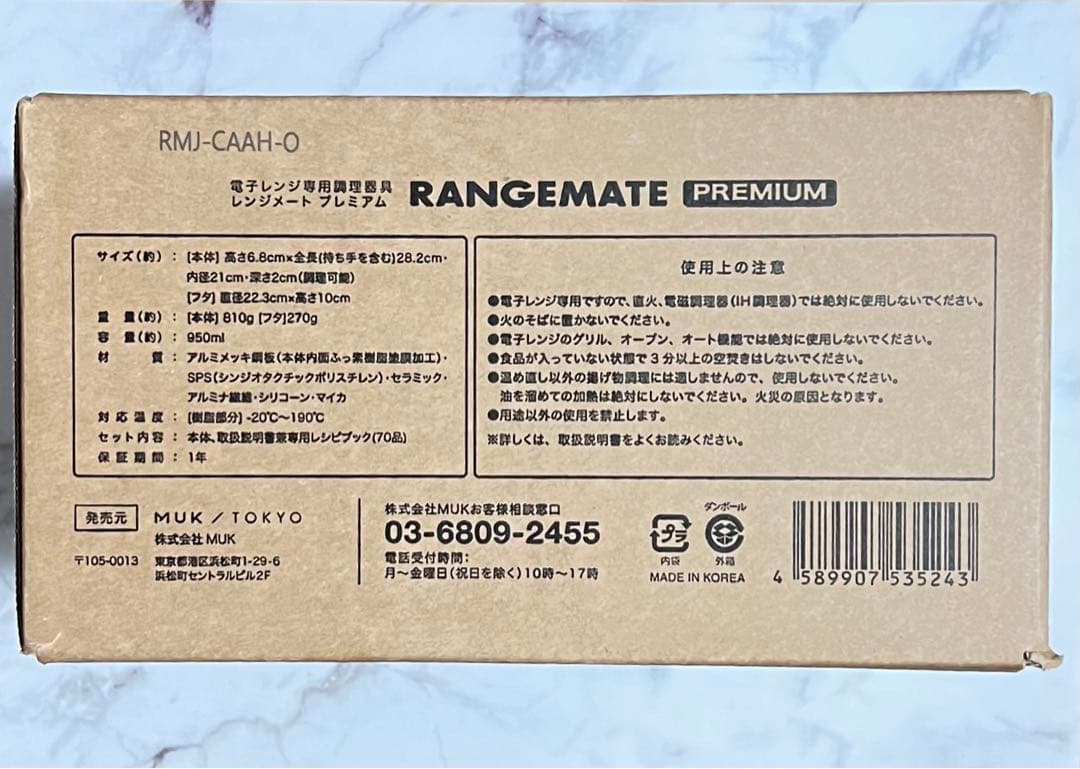 RMJ-CAAH-O
電子レンジ専用調理器具
レンジメート プレミアム
RANGEMATE PREMIUM
サイズ(約)：[本体] 高さ6.8cm×全長(持ち手を含む)28.2cm・
内径21cm・深さ2cm(調理可能)
[フタ] 直径22.3cm×高さ10cm
重量(約)：[本体] 810g [フタ]270g
容量(約)：950ml
材質：アルミメッキ鋼板(本体内面ふっ素樹脂塗膜加工)・
SPS(シンジオタクチックポリスチレン)・セラミック・
アルミナ繊維・シリコーン・マイカ
対応温度：[樹脂部分] -20℃〜190℃
セット内容：本体、取扱説明書兼専用レシピブック(70品)
保証期間：1年
使用上の注意
●電子レンジ専用ですので、直火、電磁調理器(IH調理器)では絶対に使用しないでください。
●火のそばに置かないでください。
●電子レンジのグリル、オーブン、オート機能では絶対に使用しないでください。
●食品が入っていない状態で3分以上の空焚きはしないでください。
●温め直し以外の揚げ物調理には適しませんので、使用しないでください。
油を溜めての加熱は絶対にしないでください。火災の原因となります。
●用途以外の使用を禁止します。
※詳しくは、取扱説明書をよくお読みください。
発売元 MUK / TOKYO
株式会社 MUK
〒105-0013 東京都港区浜松町1-29-6
浜松町セントラルビル2F
株式会社MUKお客様相談窓口
03-6809-2455
電話受付時間：
月〜金曜日(祝日を除く)10時〜17時
プラ
内袋
ダンボール
外箱
MADE IN KOREA
4 589907 535243